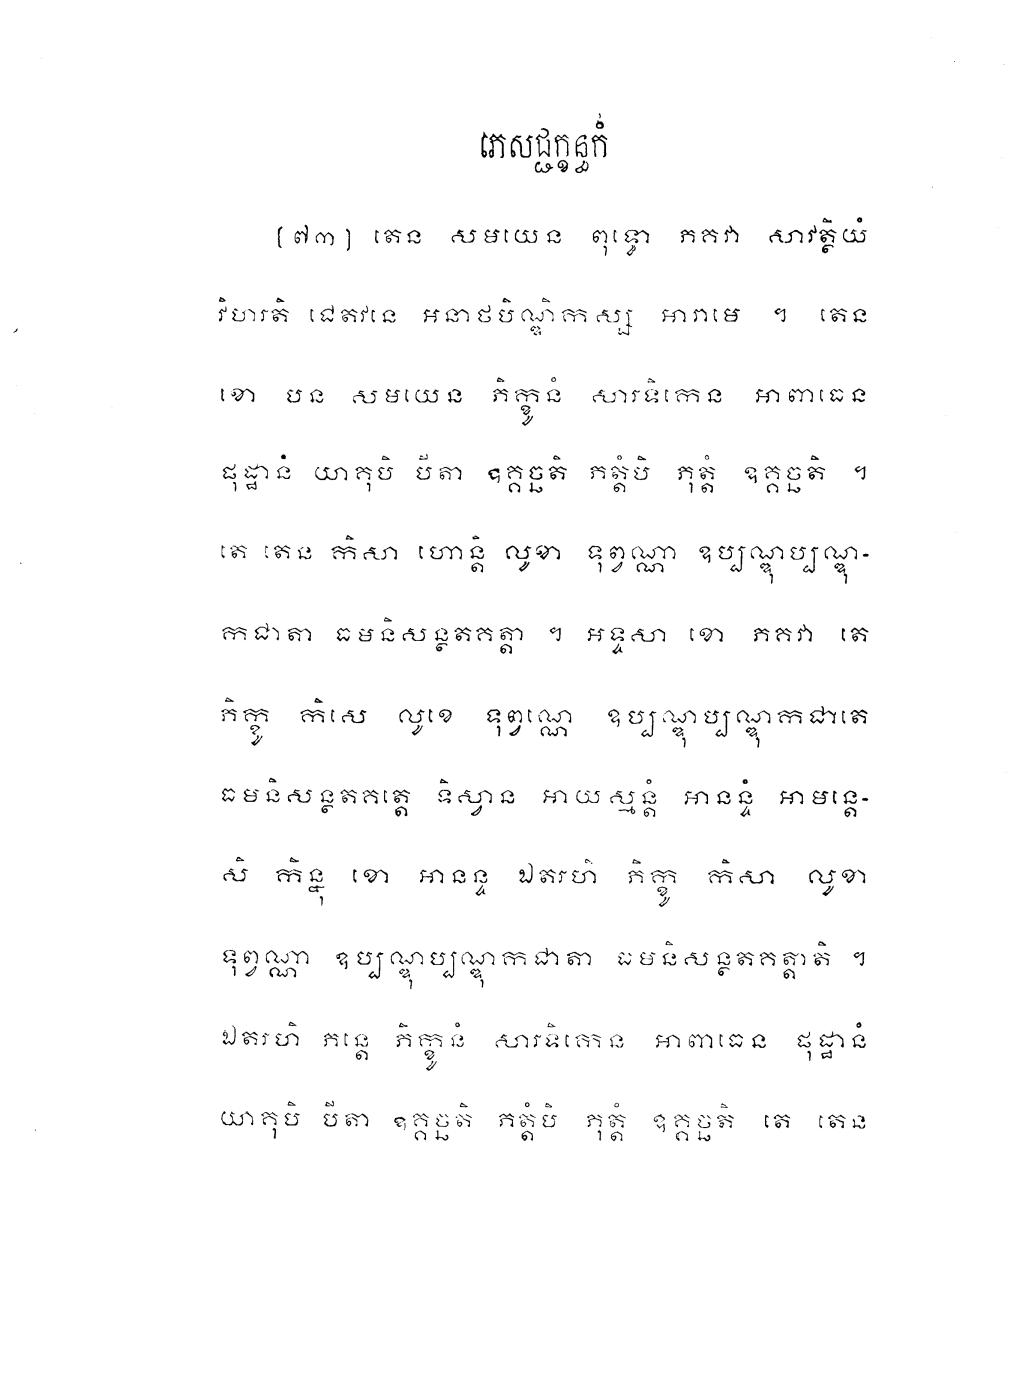 ភេសជ្ជក្ខន្ធកំ
[៧៣] តេន សមយេន ពុទ្ធោ ភគវា សាវត្ថិយំ
វិហរតិ ជេតវនេ អនាថបិណ្ឌិកស្ស អារាមេ ។ តេន
ខោ បន សមយេន ភិក្ខូនំ សារទិកេន អាពាធេន
ផុដ្ឋានំ យាគុបិ បីតា ឧគ្គច្ឆតិ ភត្តំបិ ភុត្តំ ឧគ្គច្ឆតិ ។
តេ តេន កិសា ហោន្តិ លូខា ទុព្វណ្ណា ឧប្បណ្ឌុប្បណ្ឌុ-
កជាតា ធមនិសន្ថតគត្តា ។ អទ្ទសា ខោ ភគវា តេ
ភិក្ខូ កិសេ លូខេ ទុព្វណ្ណេ ឧប្បណ្ឌុប្បណ្ឌុកជាតេ
ធមនិសន្ថតគត្តេ ទិស្វាន អាយស្មន្តំ អានន្ទំ អាមន្តេ-
សិ កិន្នុ ខោ អានន្ទ ឯតរហិ ភិក្ខូ កិសា លូខា
ទុព្វណ្ណា ឧប្បណ្ឌុប្បណ្ឌុកជាតា ធមនិសន្ថតគត្តាតិ ។
ឯតរហិ ភន្តេ ភិក្ខូនំ សារទិកេន អាពាធេន ផុដ្ឋានំ
យាគុបិ បីតា ឧគ្គច្ឆតិ ភត្តំបិ ភុត្តំ ឧគ្គច្ឆតិ តេ តេន